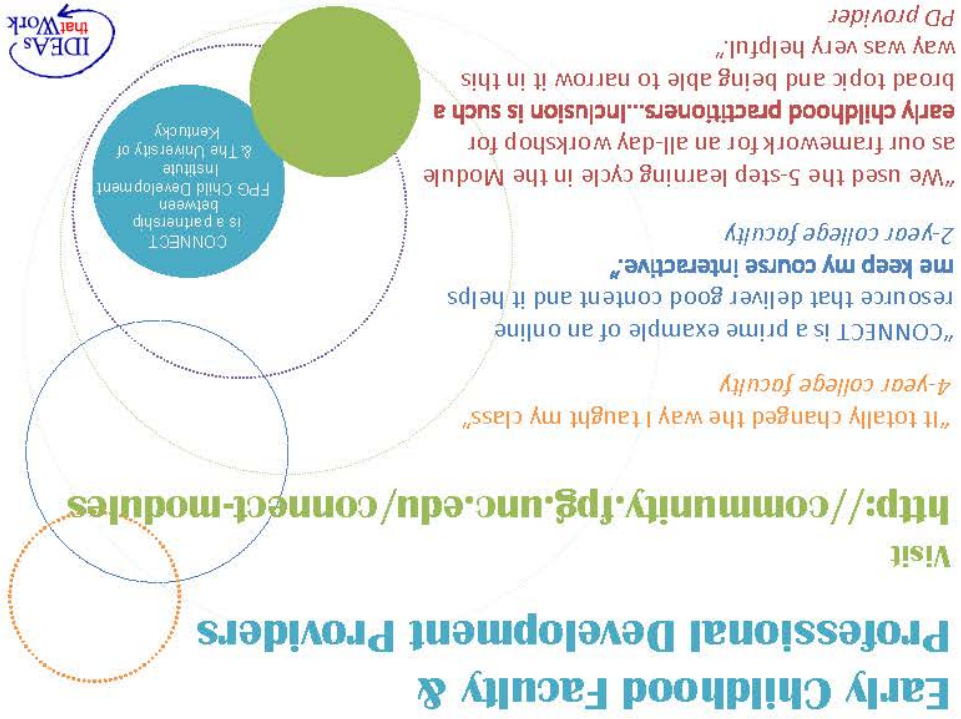 Early Childhood Faculty &
Professional Development Providers
Visit
http://community.fpg.unc.edu/connect-modules
"It totally changed the way I taught my class"
4-year college faculty
"CONNECT is a prime example of an online
resource that deliver good content and it helps
me keep my course interactive."
2-year college faculty
"We used the 5-step learning cycle in the Module
as our framework for an all-day workshop for
early childhood practitioners...Inclusion is such a
broad topic and being able to narrow it in this
way was very helpful."
PD provider
CONNECT
is a partnership
between
FPG Child Development
Institute
& The University of
Kentucky
IDEAs
that
Work